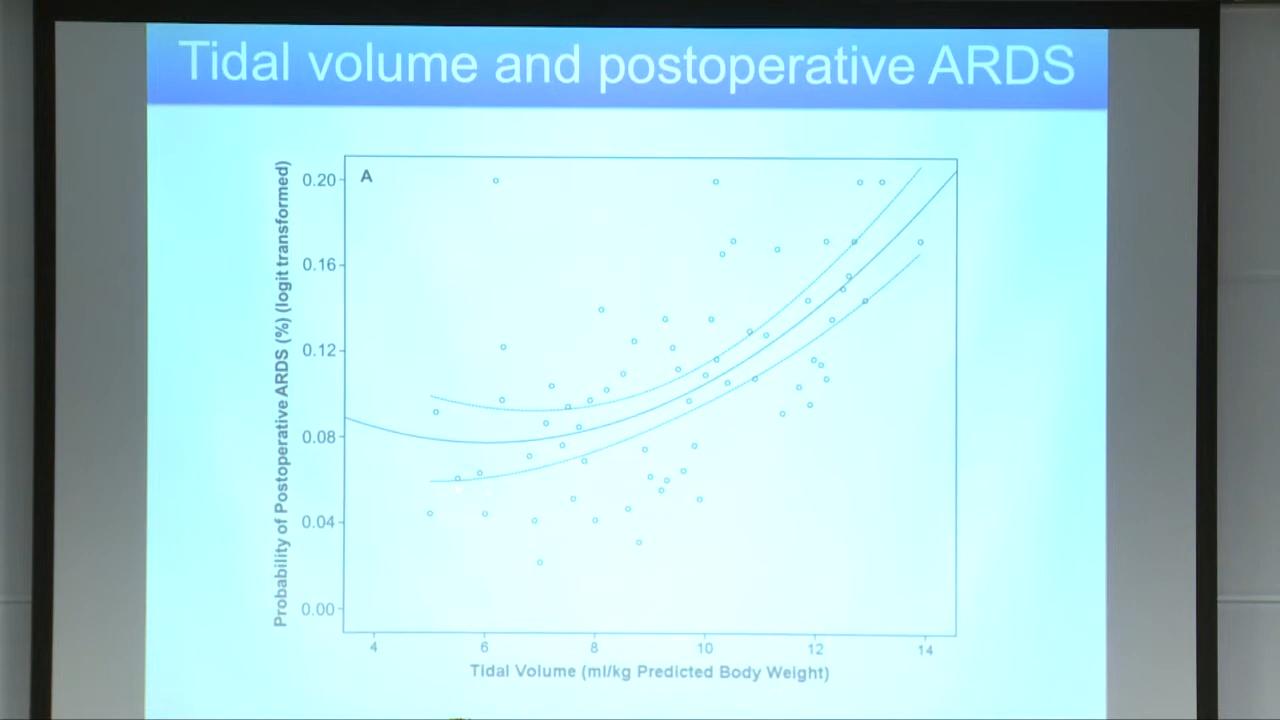 Tidal volume and postoperative ARDS
A
Probability of Postoperative ARDS (%) (logit transformed)
0.20
0.16
0.12
0.08
0.04
0.00
4 6 8 10 12 14
Tidal Volume (ml/kg Predicted Body Weight)